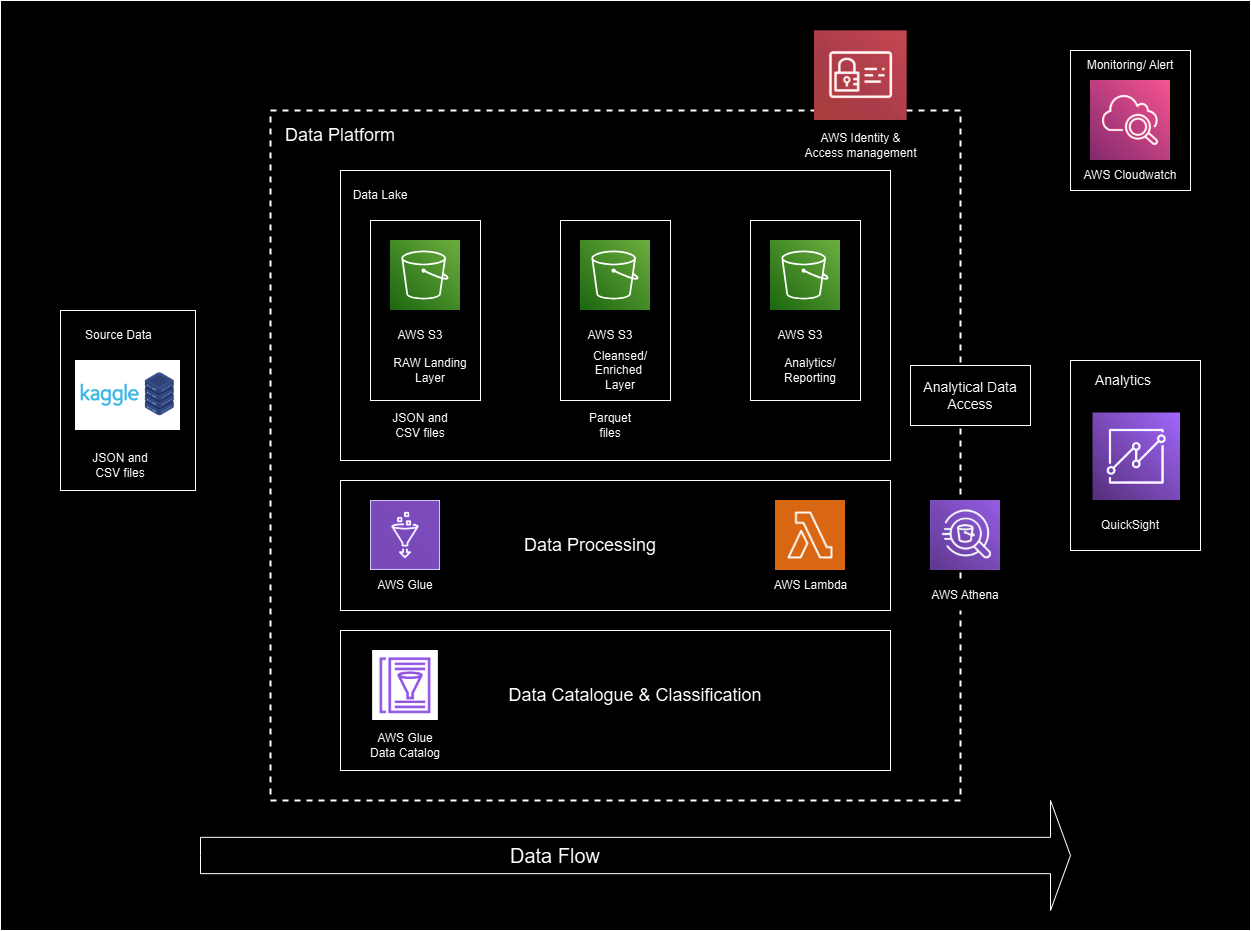 Monitoring/ Alert
AWS Cloudwatch
AWS Identity &
Access management
Data Platform
Data Lake
AWS S3
RAW Landing
Layer
JSON and
CSV files
AWS S3
Cleansed/
Enriched
Layer
Parquet
files
AWS S3
Analytics/
Reporting
Source Data
kaggle
JSON and
CSV files
Analytical Data
Access
Analytics
QuickSight
AWS Glue
Data Processing
AWS Lambda
AWS Athena
Data Catalogue & Classification
AWS Glue
Data Catalog
Data Flow